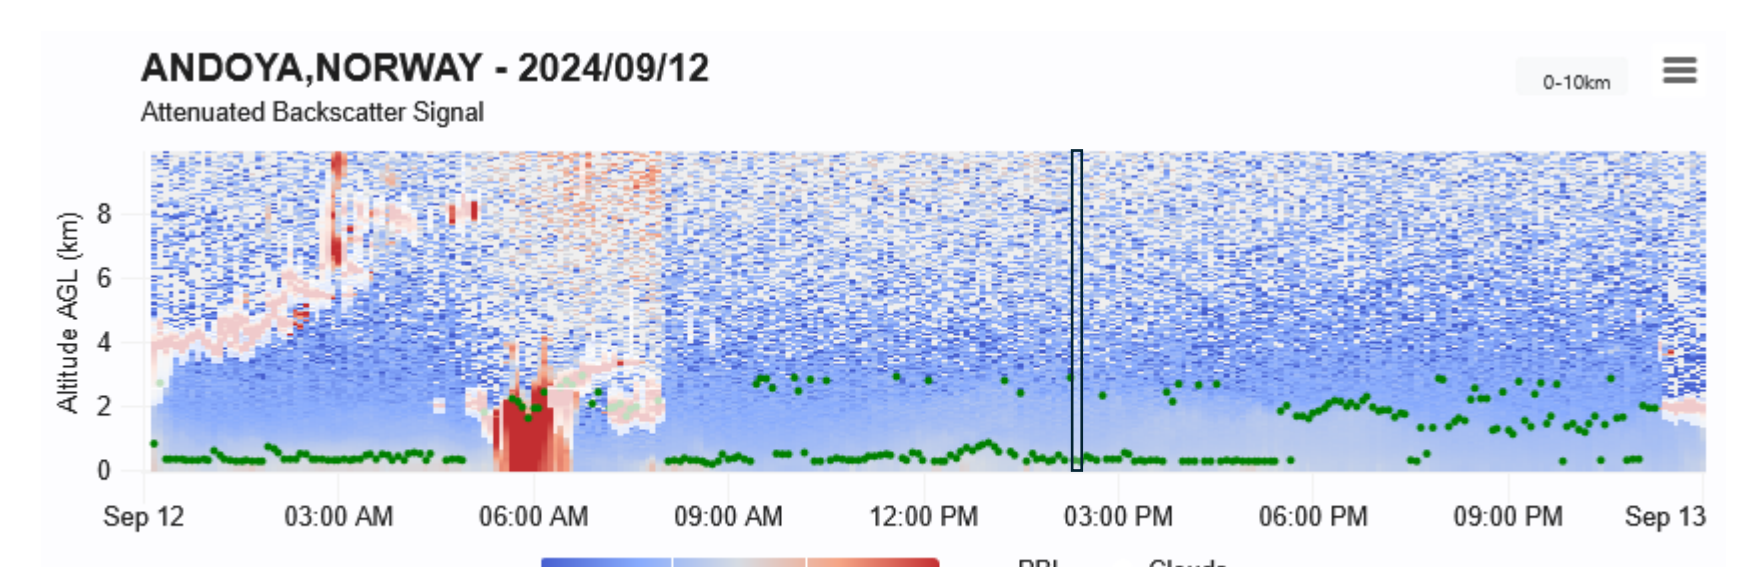 ANDOYA,NORWAY - 2024/09/12
0-10km
Attenuated Backscatter Signal
Altitude AGL (km)
8
6
4
2
0
Sep 12 03:00 AM 06:00 AM 09:00 AM 12:00 PM 03:00 PM 06:00 PM 09:00 PM Sep 13
PBL Clouds